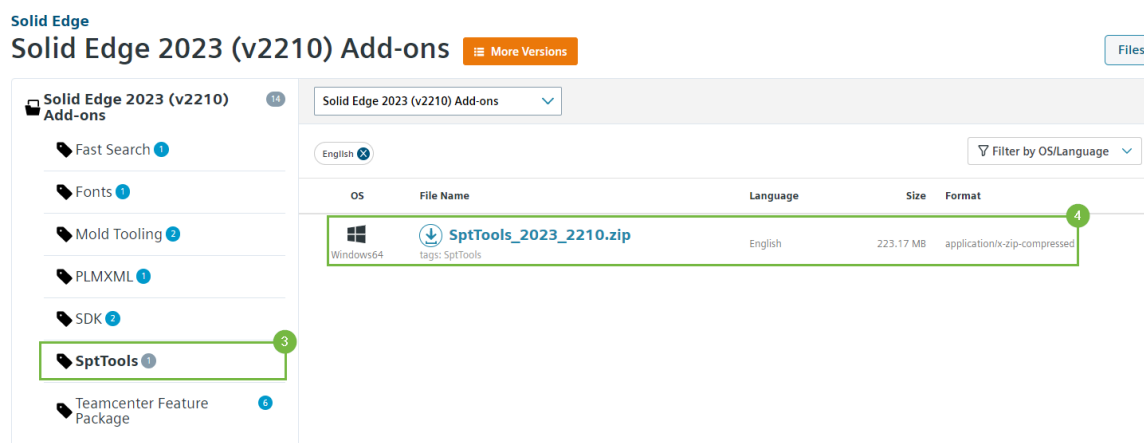 Solid Edge
Solid Edge 2023 (v2210) Add-ons More Versions
Files
Solid Edge 2023 (v2210) 14
Add-ons
Fast Search 1
Fonts 1
Mold Tooling 2
PLMXML 1
SDK 2
3
SptTools 1
Teamcenter Feature 6
Package
Solid Edge 2023 (v2210) Add-ons
English
Filter by OS/Language
OS File Name Language Size Format
4
SptTools_2023_2210.zip
Windows64 tags: SptTools English 223.17 MB application/x-zip-compressed